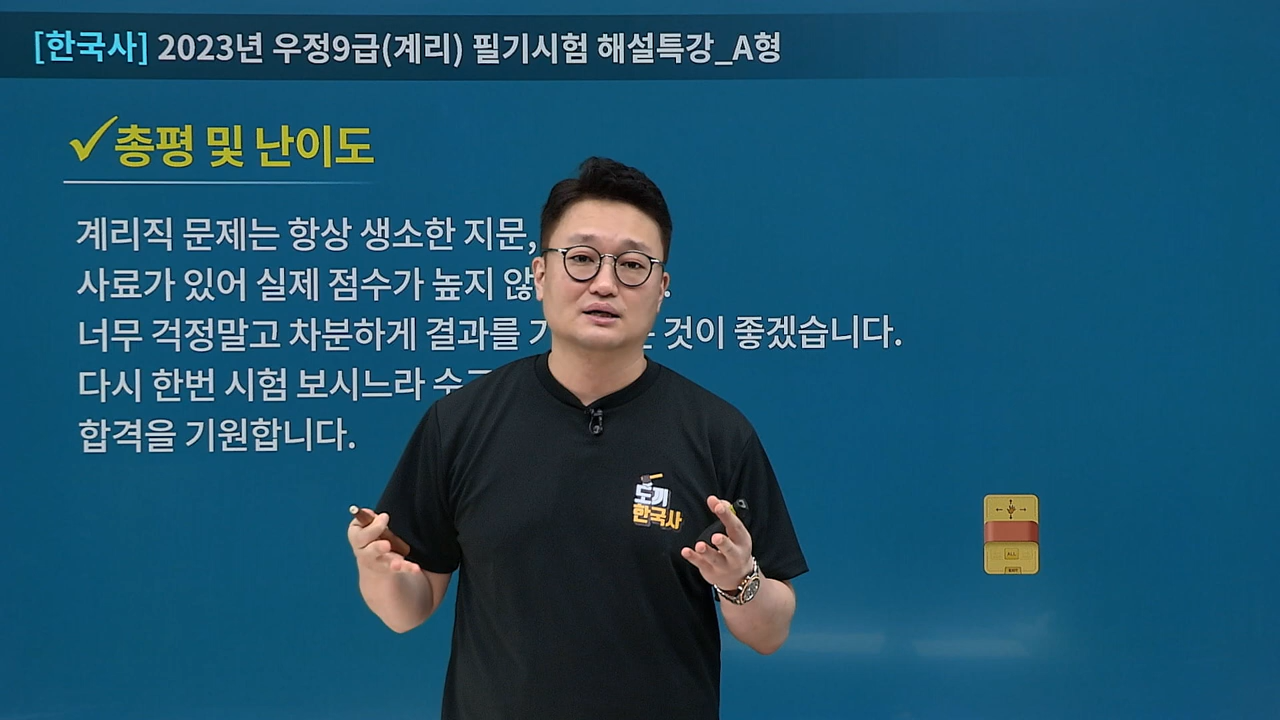 [한국사] 2023년 우정9급(계리) 필기시험 해설특강_A형
총평 및 난이도
계리직 문제는 항상 생소한 지문,
사료가 있어 실제 점수가 높지 않
너무 걱정말고 차분하게 결과를 것이 좋겠습니다.
다시 한번 시험 보시느라
합격을 기원합니다.
도끼
한국사
ALL